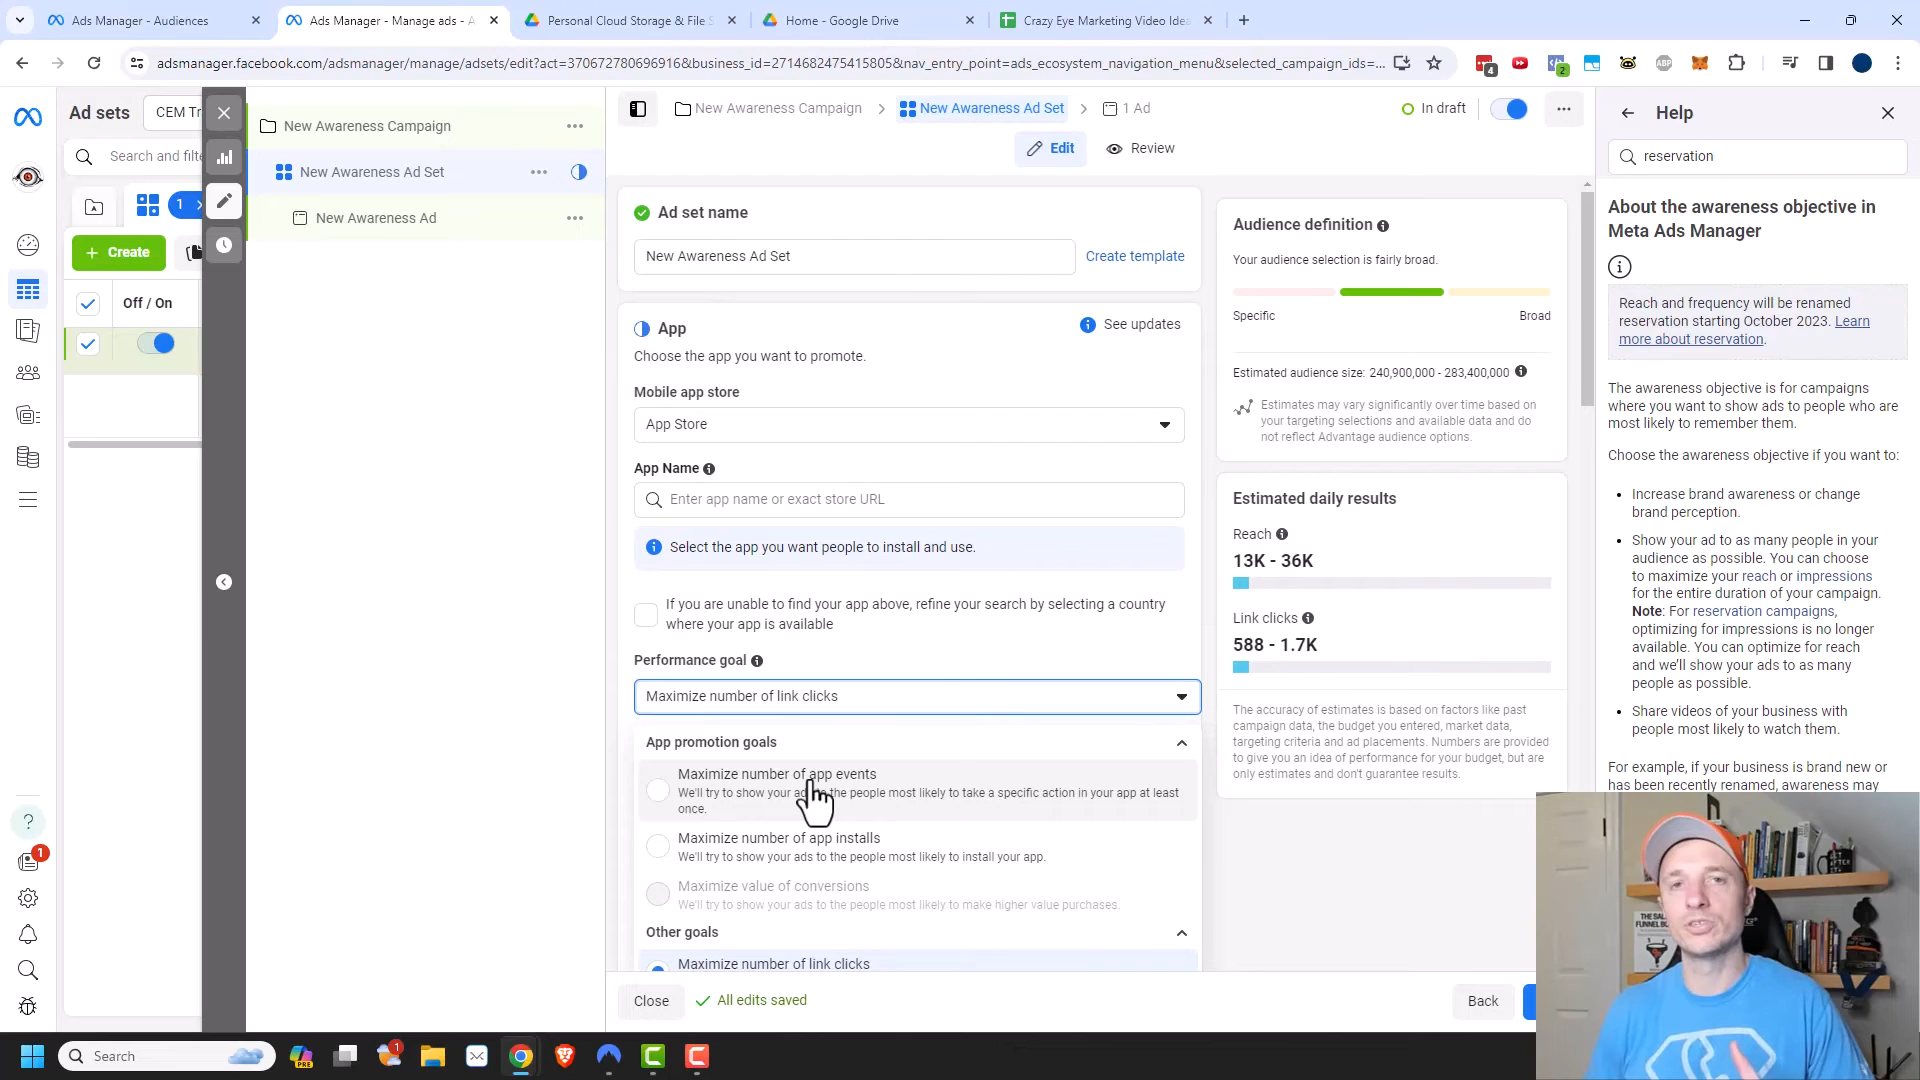 Ads Manager - Audiences
Ads Manager - Manage ads - A
Personal Cloud Storage & File S
Home - Google Drive
Crazy Eye Marketing Video Idea
adsmanager.facebook.com/adsmanager/manage/adsets/edit?act=3706727806969168&business_id=2714682475415805&nav_entry_point=ads_ecosystem_navigation_menu&selected_campaign_ids=...
4
2
Ad sets
CEM Tr
Search and filte
1
Create
Off / On
1
New Awareness Campaign
New Awareness Ad Set
New Awareness Ad
New Awareness Campaign
New Awareness Ad Set
1 Ad
In draft
Edit
Review
Ad set name
New Awareness Ad Set
Create template
App
See updates
Choose the app you want to promote.
Mobile app store
App Store
App Name
Enter app name or exact store URL
Select the app you want people to install and use.
If you are unable to find your app above, refine your search by selecting a country
where your app is available
Performance goal
Maximize number of link clicks
App promotion goals
Maximize number of app events
We'll try to show your ads to the people most likely to take a specific action in your app at least
once.
Maximize number of app installs
We'll try to show your ads to the people most likely to install your app.
Maximize value of conversions
We'll try to show your ads to the people most likely to make higher value purchases.
Other goals
Maximize number of link clicks
Close
All edits saved
Back
Audience definition
Your audience selection is fairly broad.
Specific
Broad
Estimated audience size: 240,900,000 - 283,400,000
Estimates may vary significantly over time based on
your targeting selections and available data and do
not reflect Advantage audience options.
Estimated daily results
Reach
13K - 36K
Link clicks
588 - 1.7K
The accuracy of estimates is based on factors like past
campaign data, the budget you entered, market data,
targeting criteria and ad placements. Numbers are provided
to give you an idea of performance for your budget, but are
only estimates and don't guarantee results.
Help
reservation
About the awareness objective in
Meta Ads Manager
Reach and frequency will be renamed
reservation starting October 2023. Learn
more about reservation.
The awareness objective is for campaigns
where you want to show ads to people who are
most likely to remember them.
Choose the awareness objective if you want to:
Increase brand awareness or change
brand perception.
Show your ad to as many people in your
audience as possible. You can choose
to maximize your reach or impressions
for the entire duration of your campaign.
Note: For reservation campaigns,
optimizing for impressions is no longer
available. You can optimize for reach
and we'll show your ads to as many
people as possible.
Share videos of your business with
people most likely to watch them.
For example, if your business is brand new or
has been recently renamed, awareness may
Search
PRE
1